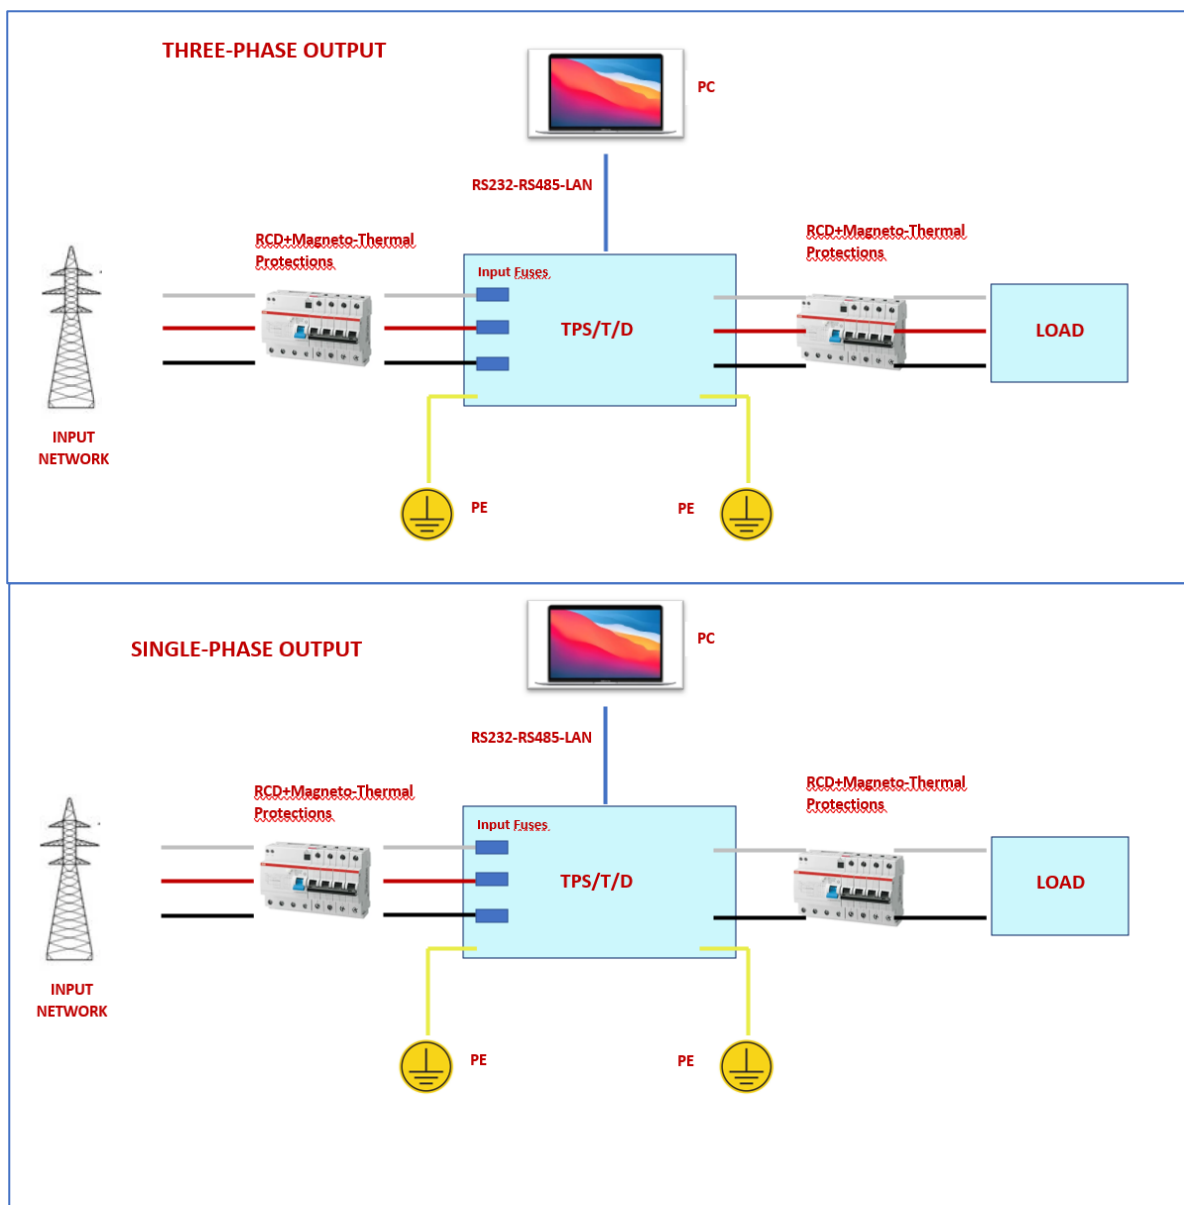 THREE-PHASE OUTPUT
PC
RS232-RS485-LAN
RCD+Magneto-Thermal
Protections
RCD+Magneto-Thermal
Protections
Input Fuses
TPS/T/D
LOAD
INPUT
NETWORK
PE
PE
SINGLE-PHASE OUTPUT
PC
RS232-RS485-LAN
RCD+Magneto-Thermal
Protections
RCD+Magneto-Thermal
Protections
Input Fuses
TPS/T/D
LOAD
INPUT
NETWORK
PE
PE